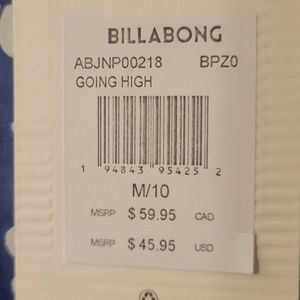 BILLABONG
ABJNP00218 BPZ0
GOING HIGH
1 94843 95425 2
M/10
MSRP $59.95 CAD
MSRP $45.95 USD